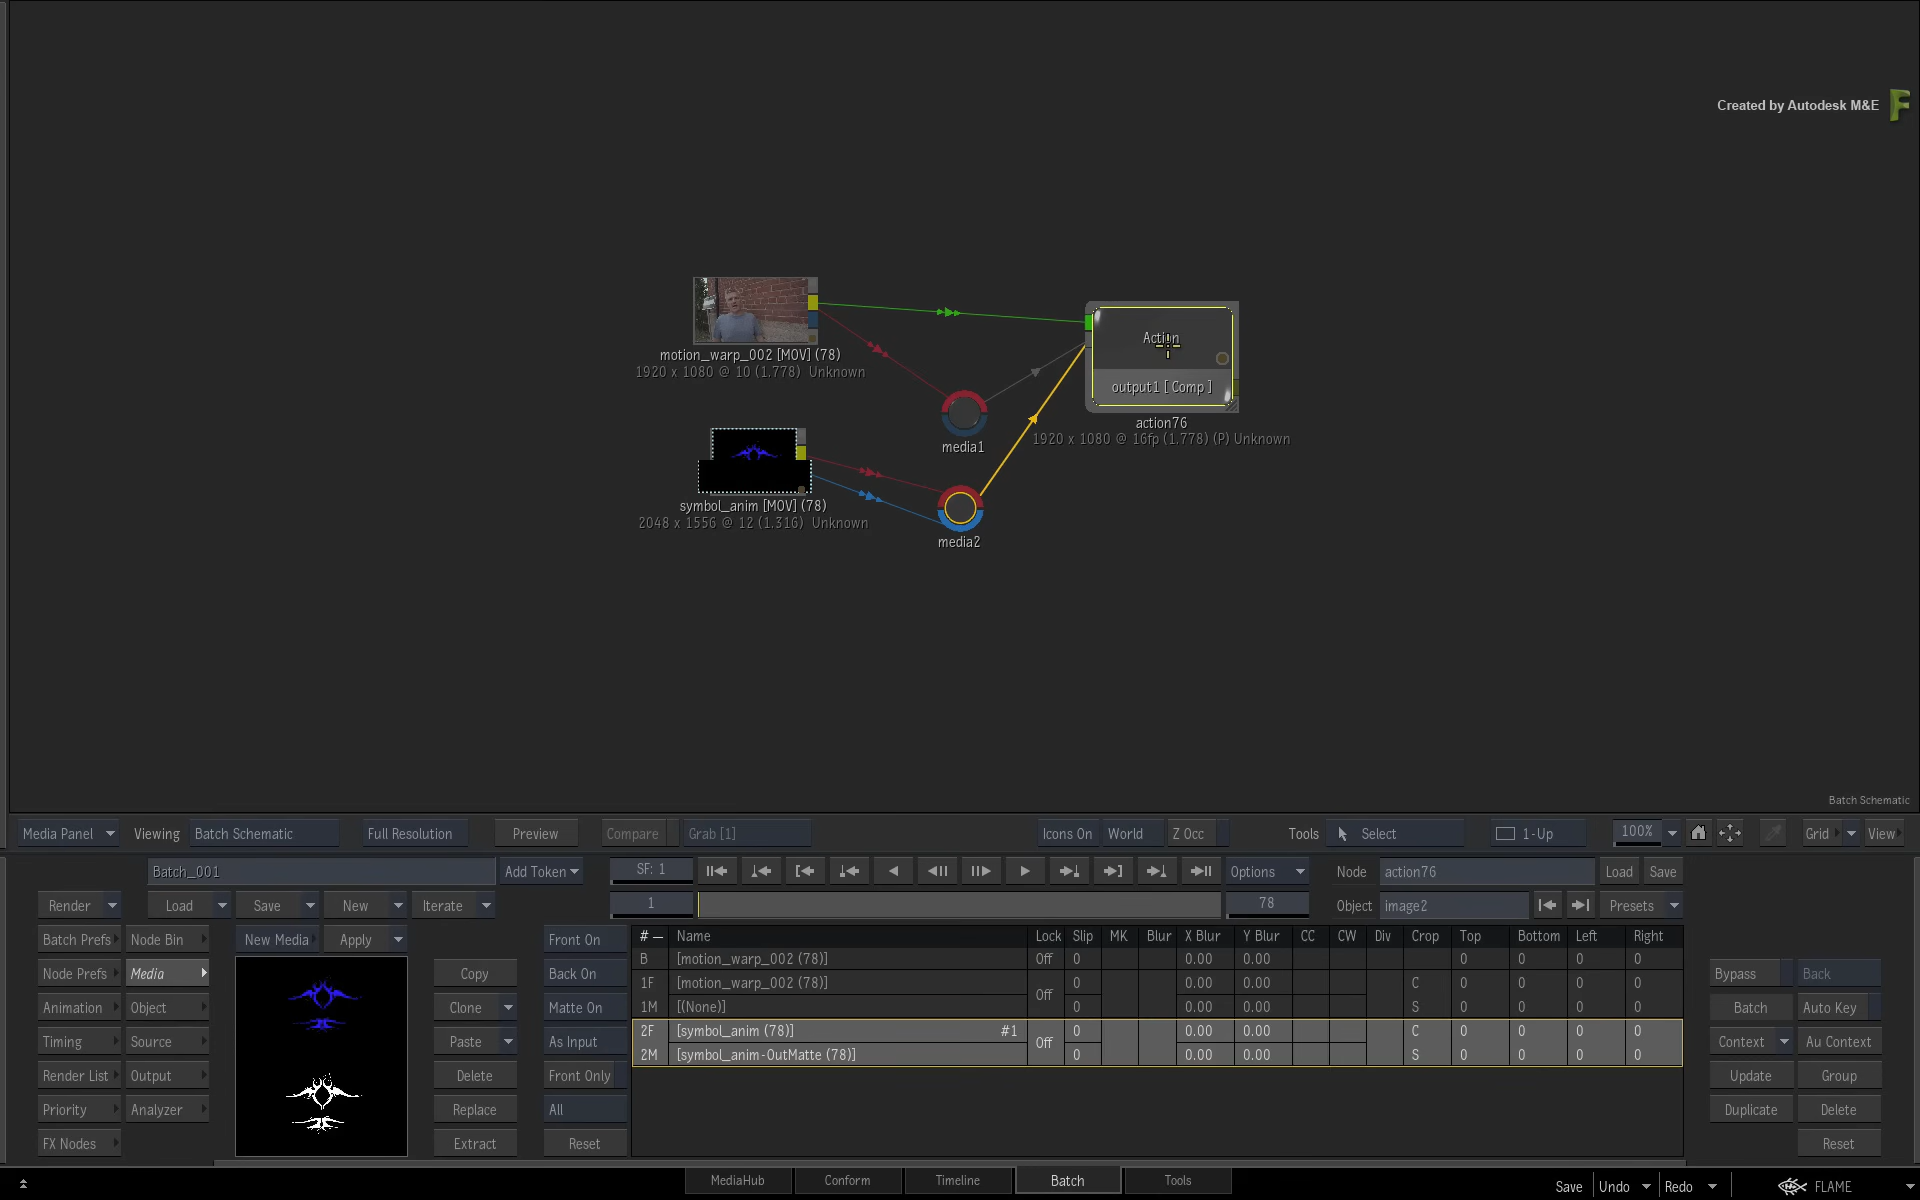 Created by Autodesk M&E
Action
output1 [ Comp ]
action76
1920 x 1080 @ 16fp (1.778) (P) Unknown
motion_warp_002 [MOV] (78)
1920 x 1080 @ 10 (1.778) Unknown
media1
symbol_anim [MOV] (78)
2048 x 1556 @ 12 (1.316) Unknown
media2
Batch Schematic
Media Panel Viewing Batch Schematic Full Resolution Preview Compare Grab [1] Icons On World Z Occ Tools Select 1-Up 100% Grid View
Batch_001 Add Token SF: 1 Options Node action76 Load Save
Render Load Save New Iterate 1 78 Object image2 Presets
Batch Prefs Node Bin New Media Apply Front On # Name Lock Slip MK Blur X Blur Y Blur CC CW Div Crop Top Bottom Left Right
B [motion_warp_002 (78)] Off 0 0.00 0.00 0 0 0 0
Node Prefs Media Copy Back On 1F [motion_warp_002 (78)] Off 0 0.00 0.00 C 0 0 0 0 Bypass Back
Animation Object Clone Matte On 1M [(None)] 0 0.00 0.00 S 0 0 0 0 Batch Auto Key
2F [symbol_anim (78)] #1 Off 0 0.00 0.00 C 0 0 0 0
Timing Source Paste As Input 2M [symbol_anim-OutMatte (78)] 0 0.00 0.00 S 0 0 0 0 Context Au Context
Render List Output Delete Front Only Update Group
Priority Analyzer Replace All Duplicate Delete
FX Nodes Extract Reset Reset
MediaHub Conform Timeline Batch Tools Save Undo Redo FLAME